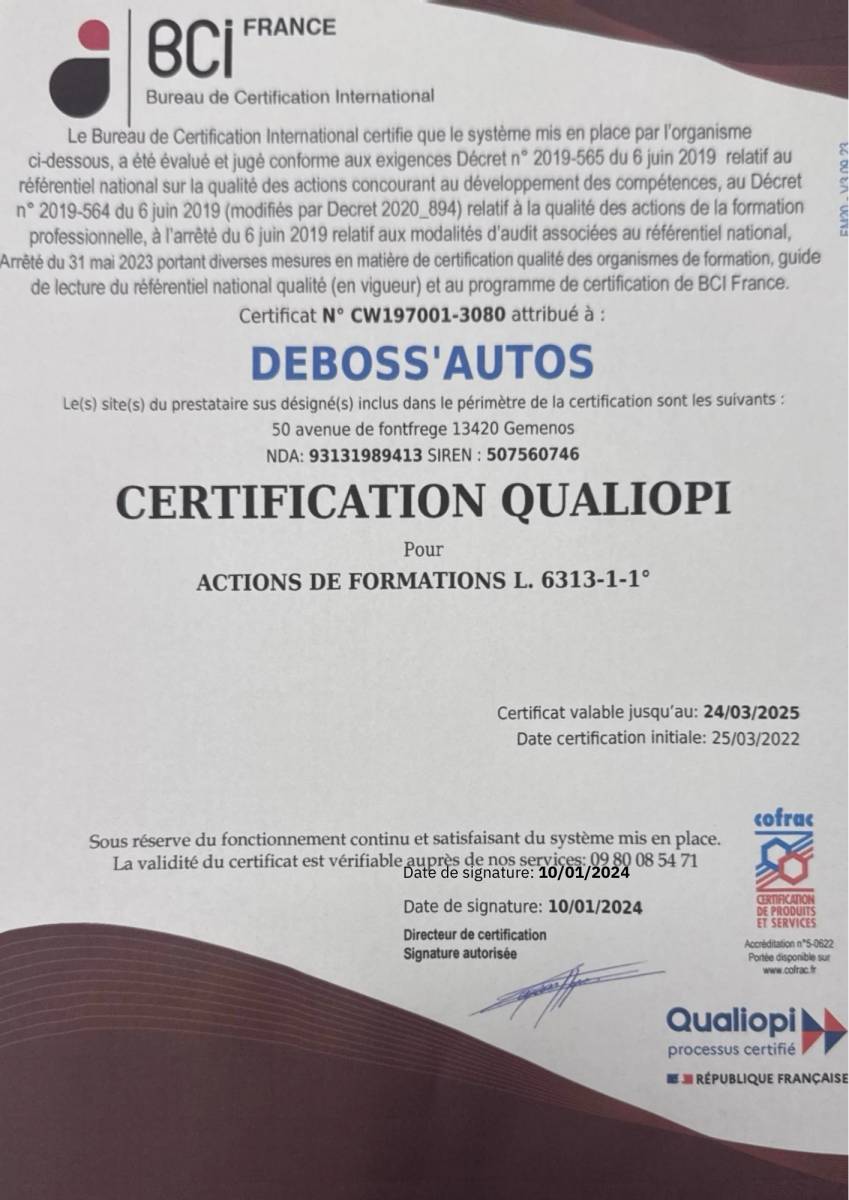 BCi FRANCE
Bureau de Certification International
Le Bureau de Certification International certifie que le système mis en place par l'organisme
ci-dessous, a été évalué et jugé conforme aux exigences Décret n° 2019-565 du 6 juin 2019 relatif au
référentiel national sur la qualité des actions concourant au développement des compétences, au Décret
n° 2019-564 du 6 juin 2019 (modifiés par Decret 2020_894) relatif à la qualité des actions de la formation
professionnelle, à l'arrêté du 6 juin 2019 relatif aux modalités d'audit associées au référentiel national,
Arrêté du 31 mai 2023 portant diverses mesures en matière de certification qualité des organismes de formation, guide
de lecture du référentiel national qualité (en vigueur) et au programme de certification de BCI France.
Certificat N° CW197001-3080 attribué à :
DEBOSS'AUTOS
Le(s) site(s) du prestataire sus désigné(s) inclus dans le périmètre de la certification sont les suivants :
50 avenue de fontfrege 13420 Gemenos
NDA: 93131989413 SIREN : 507560746
CERTIFICATION QUALIOPI
Pour
ACTIONS DE FORMATIONS L. 6313-1-1°
Certificat valable jusqu'au: 24/03/2025
Date certification initiale: 25/03/2022
Sous réserve du fonctionnement continu et satisfaisant du système mis en place.
La validité du certificat est vérifiable auprès de nos services: 09 80 08 54 71
Date de signature: 10/01/2024
Date de signature: 10/01/2024
Directeur de certification
Signature autorisée
cofrac
CERTIFICATION
DE PRODUITS
ET SERVICES
Accréditation n°5-0622
Portée disponible sur
www.cofrac.fr
Qualiopi
processus certifié
RÉPUBLIQUE FRANÇAISE